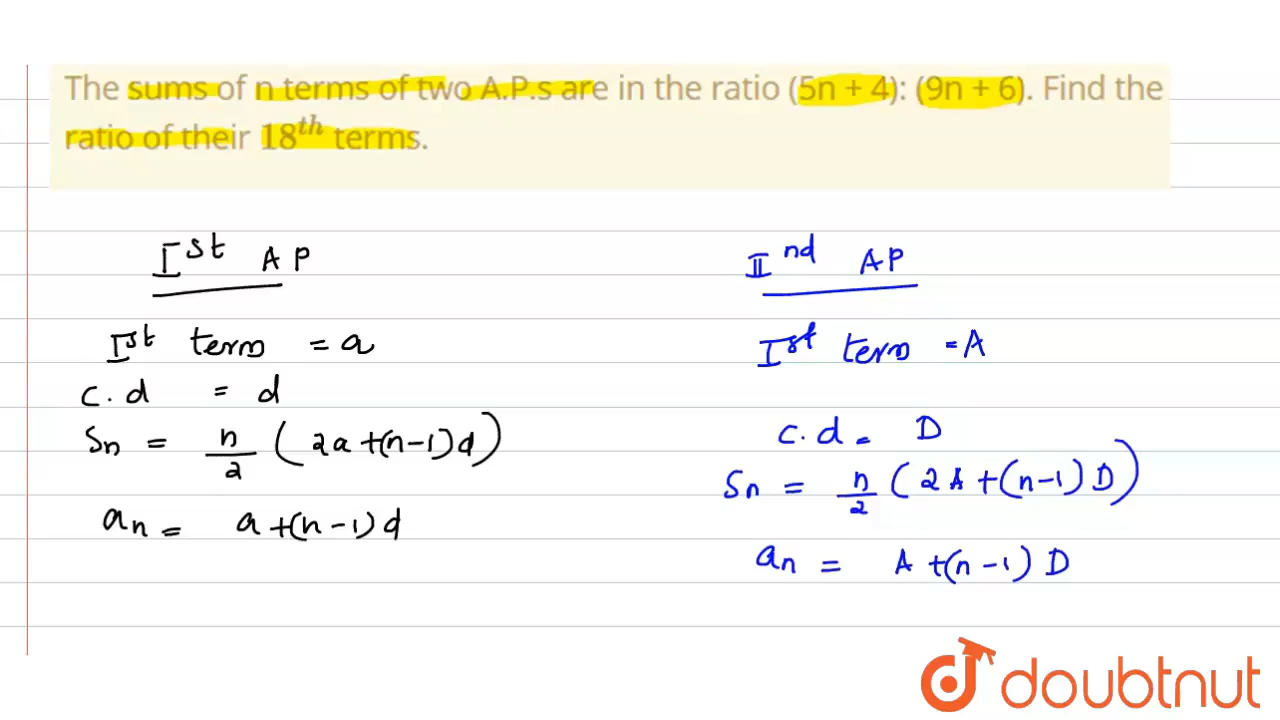 The sums of n terms of two A.P.s are in the ratio (5n + 4): (9n + 6). Find the
ratio of their 18th terms.
Ist AP
Ist term = a
c.d = d
Sn = n/2 (2a+(n-1)d)
an = a+(n-1)d
IInd AP
Ist term = A
c.d = D
Sn = n/2 (2A+(n-1)D)
an = A+(n-1)D
doubtnut